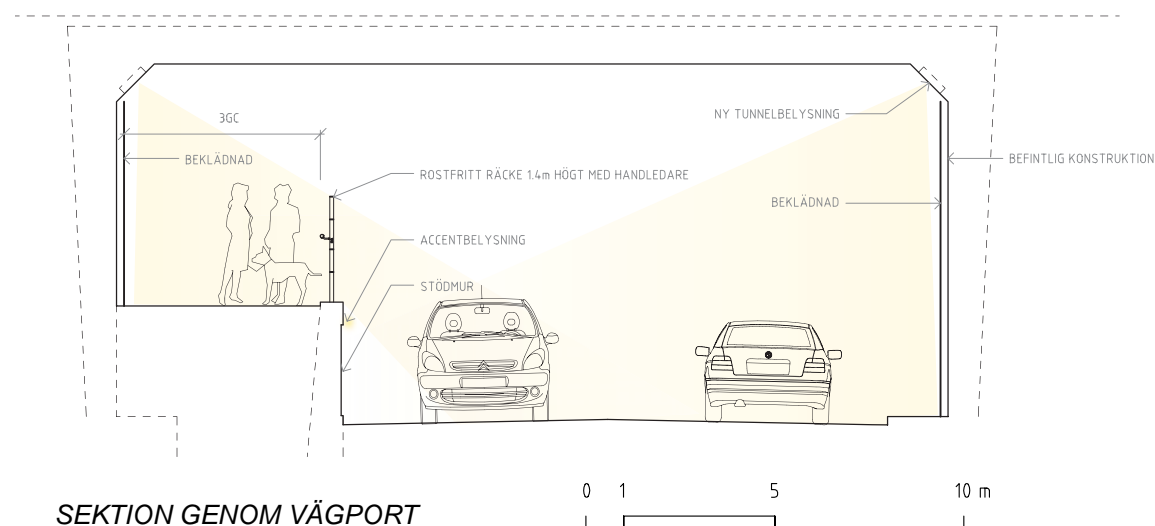 3GC
NY TUNNELBELYSNING
BEKLÄDNAD
BEFINTLIG KONSTRUKTION
ROSTFRITT RÄCKE 1.4m HÖGT MED HANDLEDARE
BEKLÄDNAD
ACCENTBELYSNING
STÖDMUR
0 1 5 10 m
SEKTION GENOM VÄGPORT